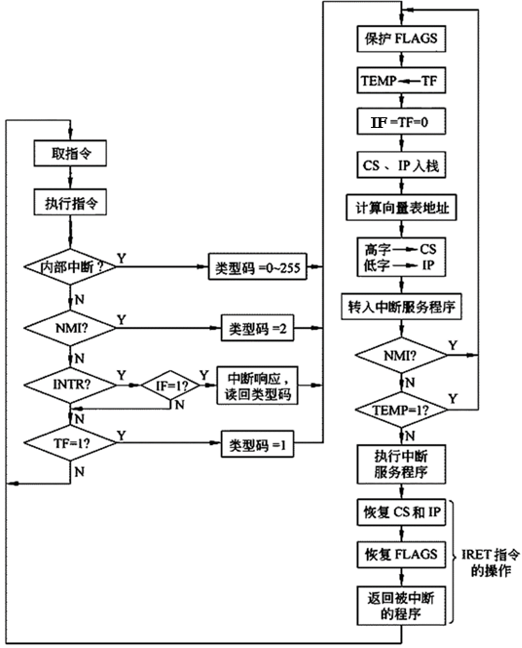 取指令
执行指令
内部中断？
Y
类型码 =0~255
N
NMI?
Y
类型码 =2
N
INTR?
Y
IF=1?
Y
中断响应，
读回类型码
N
N
TF=1?
Y
类型码 =1
N
保护 FLAGS
TEMP
TF
IF =TF=0
CS 、 IP 入栈
计算向量表地址
高字
CS
低字
IP
转入中断服务程序
NMI?
Y
N
TEMP=1?
Y
N
执行中断
服务程序
恢复 CS 和 IP
恢复 FLAGS
返回被中断
的程序
IRET 指令
的操作